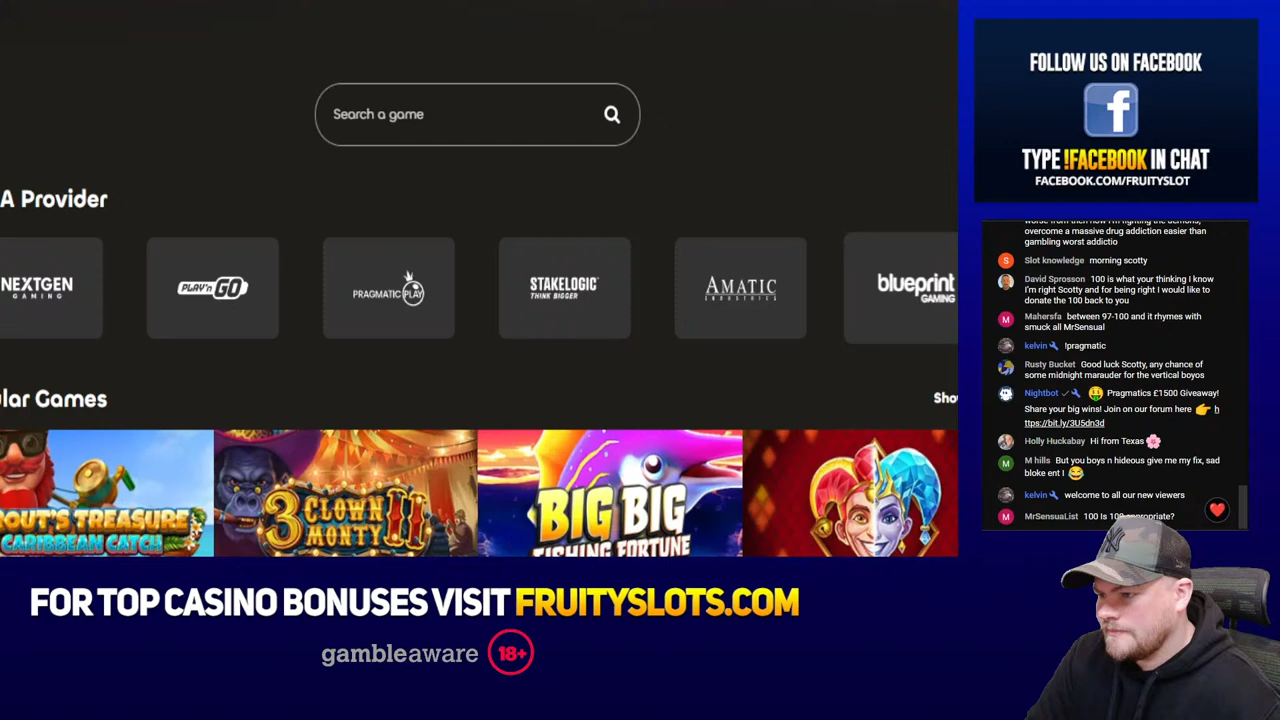 Search a game
A Provider
NEXTGEN
GAMING
PLAY'n GO
PRAGMATIC PLAY
STAKELOGIC
THINK BIGGER
AMATIC
INDUSTRIES
blueprint
GAMING
lar Games
Sho
ROUT'S TREASURE
CARIBBEAN CATCH
3 CLOWN
MONTY II
BIG BIG
FISHING FORTUNE
FOR TOP CASINO BONUSES VISIT FRUITYSLOTS.COM
gambleaware 18+
FOLLOW US ON FACEBOOK
f
TYPE !FACEBOOK IN CHAT
FACEBOOK.COM/FRUITYSLOT
overcome a massive drug addiction easier than
gambling worst addictio
S Slot knowledge morning scotty
David Sprosson 100 is what your thinking I know
I'm right Scotty and for being right I would like to
donate the 100 back to you
M Mahersfa between 97-100 and it rhymes with
smuck all MrSensual
kelvin !pragmatic
Rusty Bucket Good luck Scotty, any chance of
some midnight marauder for the vertical boyos
Nightbot Pragmatics £1500 Giveaway!
Share your big wins! Join on our forum here h
ttps://bit.ly/3U5dn3d
Holly Huckabay Hi from Texas
M M hills But you boys n hideous give me my fix, sad
bloke ent I
kelvin welcome to all our new viewers
M MrSensuaList 100 Is